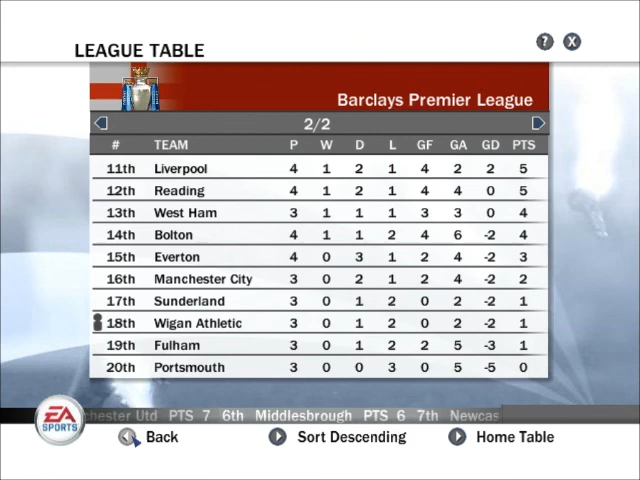 LEAGUE TABLE
? X
Barclays Premier League
2/2
# TEAM P W D L GF GA GD PTS
11th Liverpool 4 1 2 1 4 2 2 5
12th Reading 4 1 2 1 4 4 0 5
13th West Ham 3 1 1 1 3 3 0 4
14th Bolton 4 1 1 2 4 6 -2 4
15th Everton 4 0 3 1 2 4 -2 3
16th Manchester City 3 0 2 1 2 4 -2 2
17th Sunderland 3 0 1 2 0 2 -2 1
18th Wigan Athletic 3 0 1 2 0 2 -2 1
19th Fulham 3 0 1 2 2 5 -3 1
20th Portsmouth 3 0 0 3 0 5 -5 0
chester Utd PTS 7 6th Middlesbrough PTS 6 7th Newcas
EA SPORTS
Back Sort Descending Home Table